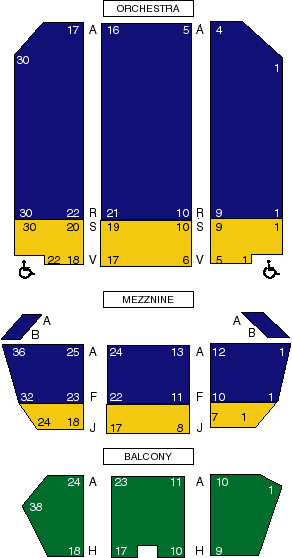 ORCHESTRA
17 A 16 5 A 4
30 1
30 22 R 21 10 R 9 1
30 20 S 19 10 S 9 1
22 18 V 17 6 V 5 1
MEZZNINE
A A
B B
36 25 A 24 13 A 12 1
32 23 F 22 11 F 10 1
24 18 J 17 8 J 7 1
BALCONY
24 A 23 11 A 10 1
38
18 H 17 10 H 9